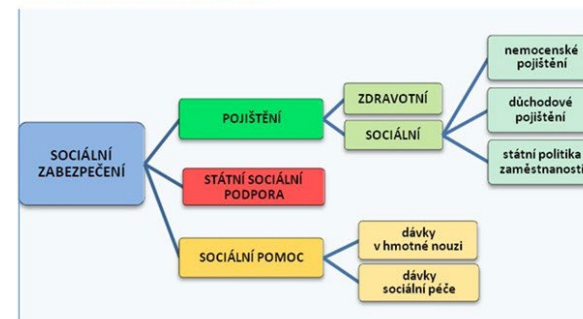 SOCIÁLNÍ
ZABEZPEČENÍ
POJIŠTĚNÍ
ZDRAVOTNÍ
SOCIÁLNÍ
nemocenské
pojištění
důchodové
pojištění
státní politika
zaměstnanosti
STÁTNÍ SOCIÁLNÍ
PODPORA
SOCIÁLNÍ POMOC
dávky
v hmotné nouzi
dávky
sociální péče